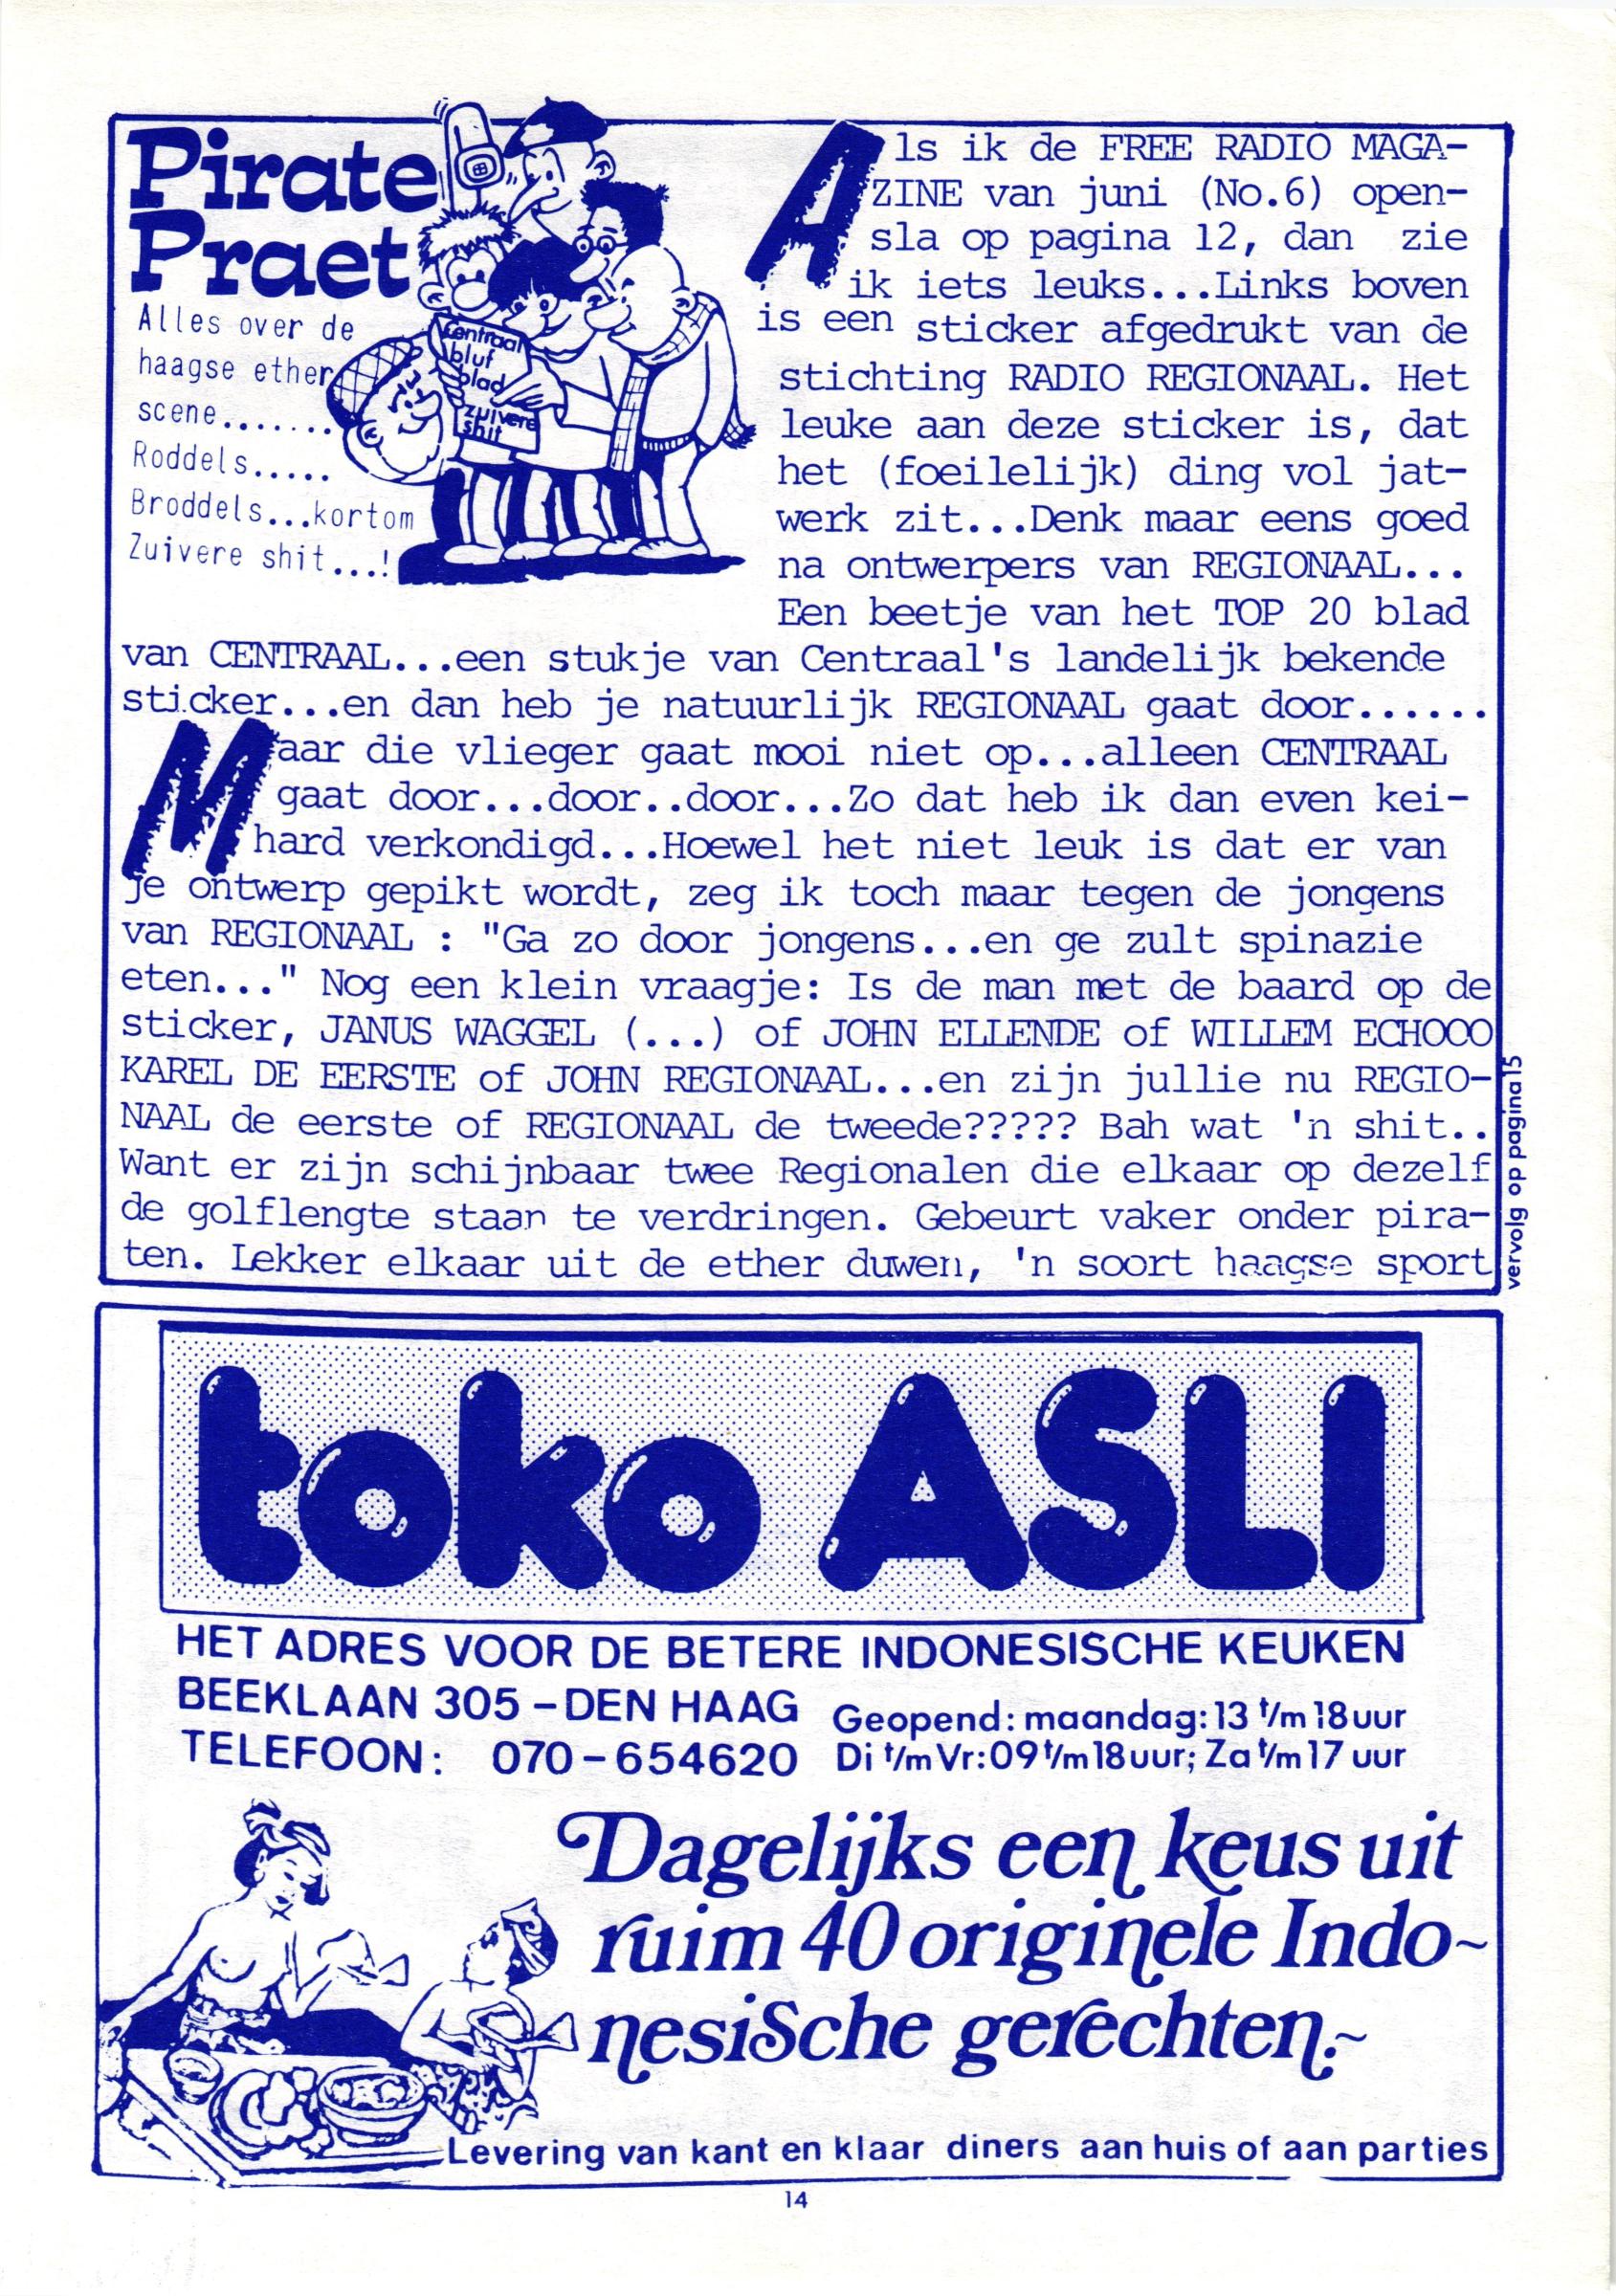 Pirate
Praet
Alles over de
haagse ether
scene.......
Roddels.....
Broddels...kortom
Zuivere shit...!
Centraal
bluf
blad
zuivere
shit
Als ik de FREE RADIO MAGA-
ZINE van juni (No.6) open-
sla op pagina 12, dan zie
ik iets leuks...Links boven
is een sticker afgedrukt van de
stichting RADIO REGIONAAL. Het
leuke aan deze sticker is, dat
het (foeilelijk) ding vol jat-
werk zit...Denk maar eens goed
na ontwerpers van REGIONAAL...
Een beetje van het TOP 20 blad
van CENTRAAL...een stukje van Centraal's landelijk bekende
sticker...en dan heb je natuurlijk REGIONAAL gaat door......
Maar die vlieger gaat mooi niet op...alleen CENTRAAL
gaat door...door..door...Zo dat heb ik dan even kei-
hard verkondigd...Hoewel het niet leuk is dat er van
je ontwerp gepikt wordt, zeg ik toch maar tegen de jongens
van REGIONAAL : "Ga zo door jongens...en ge zult spinazie
eten..." Nog een klein vraagje: Is de man met de baard op de
sticker, JANUS WAGGEL (...) of JOHN ELLENDE of WILLEM ECHOOO
KAREL DE EERSTE of JOHN REGIONAAL...en zijn jullie nu REGIO-
NAAL de eerste of REGIONAAL de tweede????? Bah wat 'n shit..
Want er zijn schijnbaar twee Regionalen die elkaar op dezelf
de golflengte staan te verdringen. Gebeurt vaker onder pira-
ten. Lekker elkaar uit de ether duwen, 'n soort haagse sport
vervolg op pagina 15
toko ASLI
HET ADRES VOOR DE BETERE INDONESISCHE KEUKEN
BEEKLAAN 305 – DEN HAAG
TELEFOON: 070 – 654620
Geopend: maandag: 13 t/m 18 uur
Di t/m Vr: 09 t/m 18 uur; Za t/m 17 uur
Dagelijks een keus uit
ruim 40 originele Indo~
nesische gerechten.~
Levering van kant en klaar diners aan huis of aan parties
14